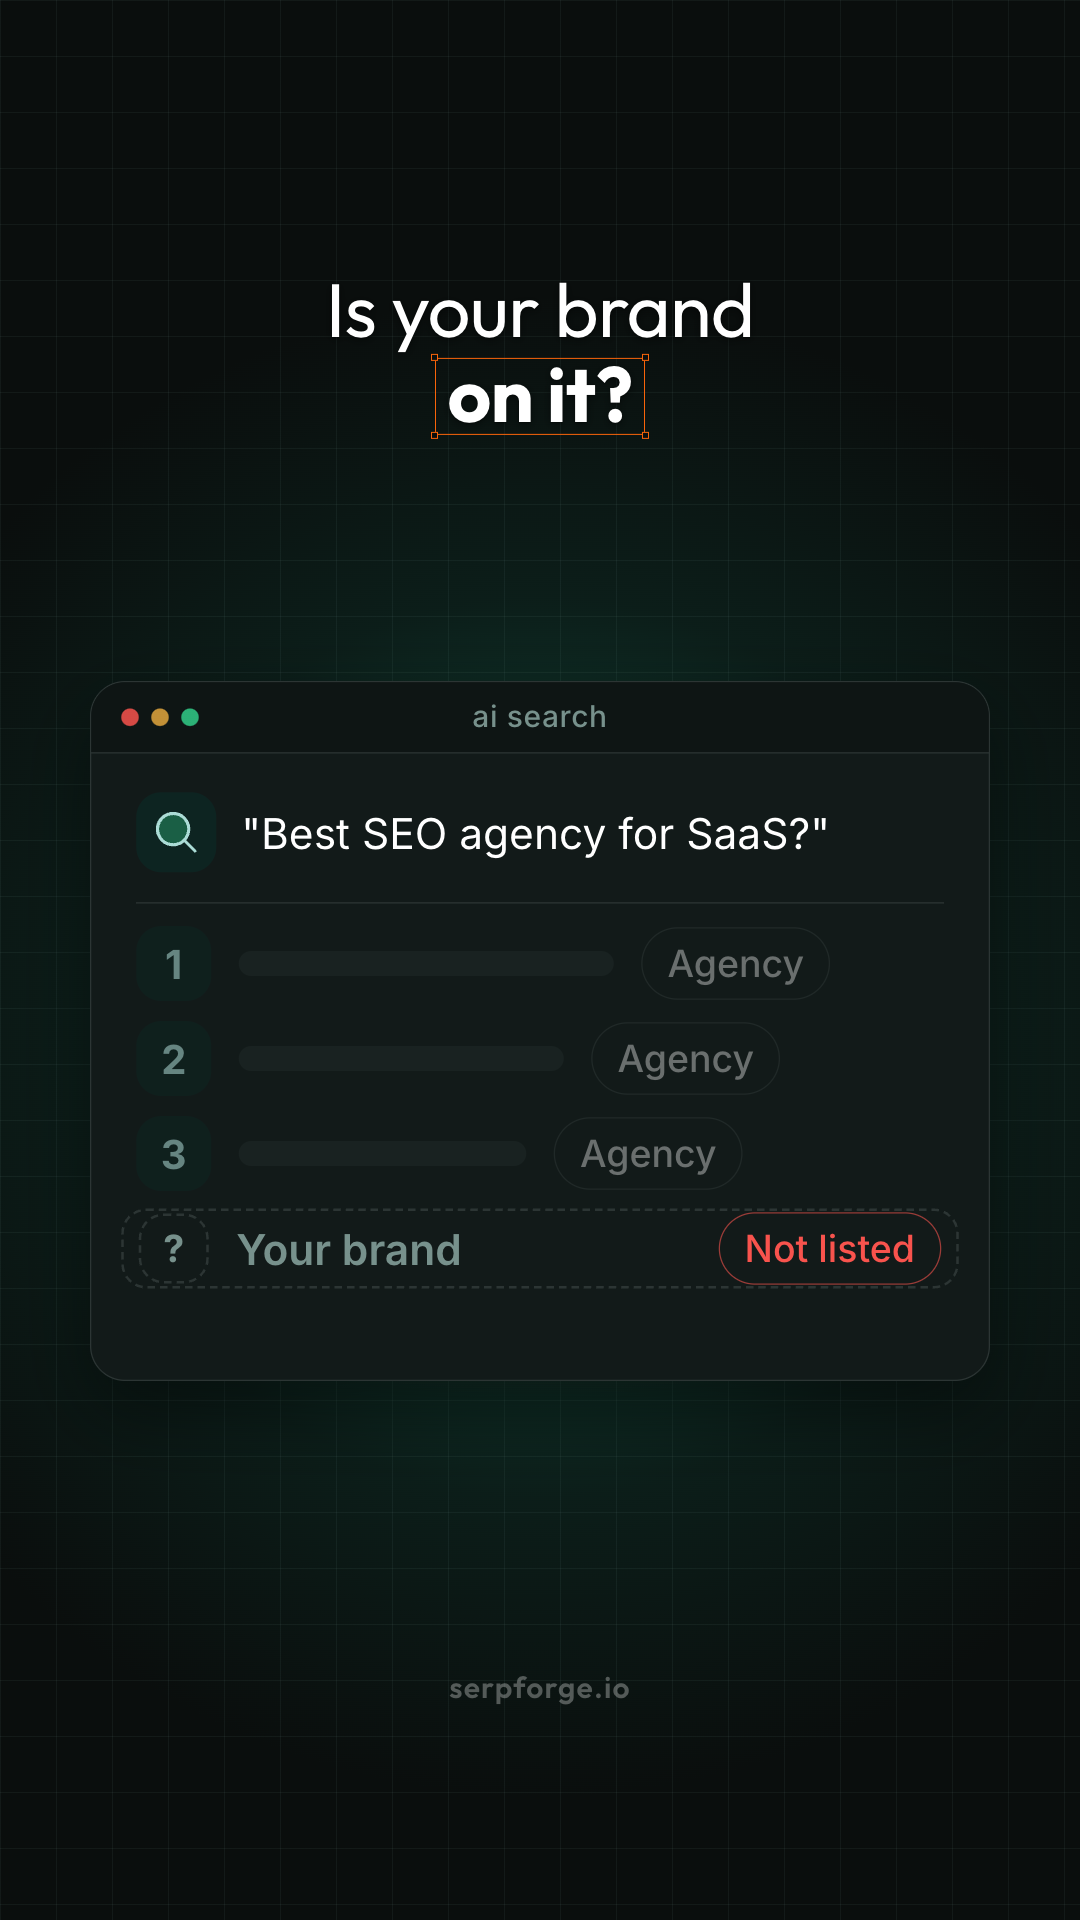 Is your brand
on it?
ai search
"Best SEO agency for SaaS?"
1 Agency
2 Agency
3 Agency
? Your brand Not listed
serpforge.io